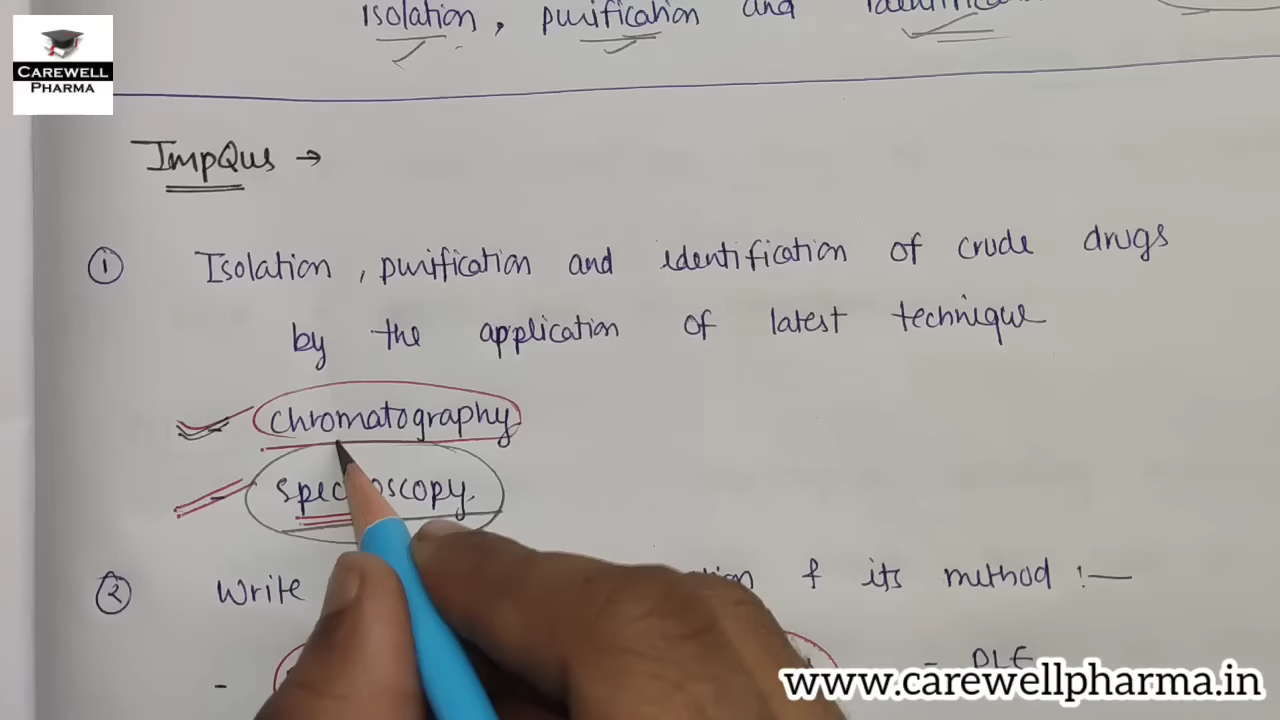 Isolation, purification and
CAREWELL
PHARMA
ImpQus →
① Isolation, purification and identification of crude drugs
by the application of latest technique
chromatography
spectroscopy.
② Write & its method :—
-
www.carewellpharma.in